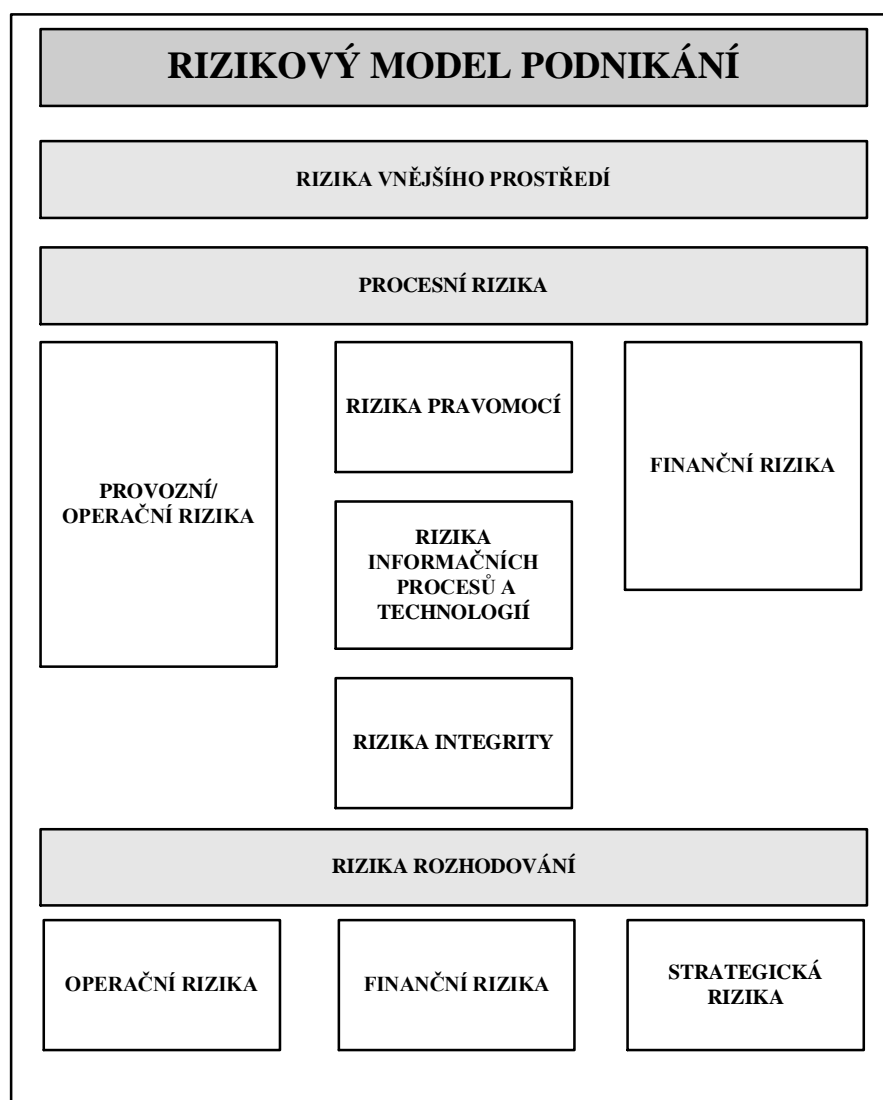 RIZIKOVÝ MODEL PODNIKÁNÍ
RIZIKA VNĚJŠÍHO PROSTŘEDÍ
PROCESNÍ RIZIKA
PROVOZNÍ/
OPERAČNÍ RIZIKA
RIZIKA PRAVOMOCÍ
RIZIKA
INFORMAČNÍCH
PROCESŮ A
TECHNOLOGIÍ
RIZIKA INTEGRITY
FINANČNÍ RIZIKA
RIZIKA ROZHODOVÁNÍ
OPERAČNÍ RIZIKA
FINANČNÍ RIZIKA
STRATEGICKÁ
RIZIKA